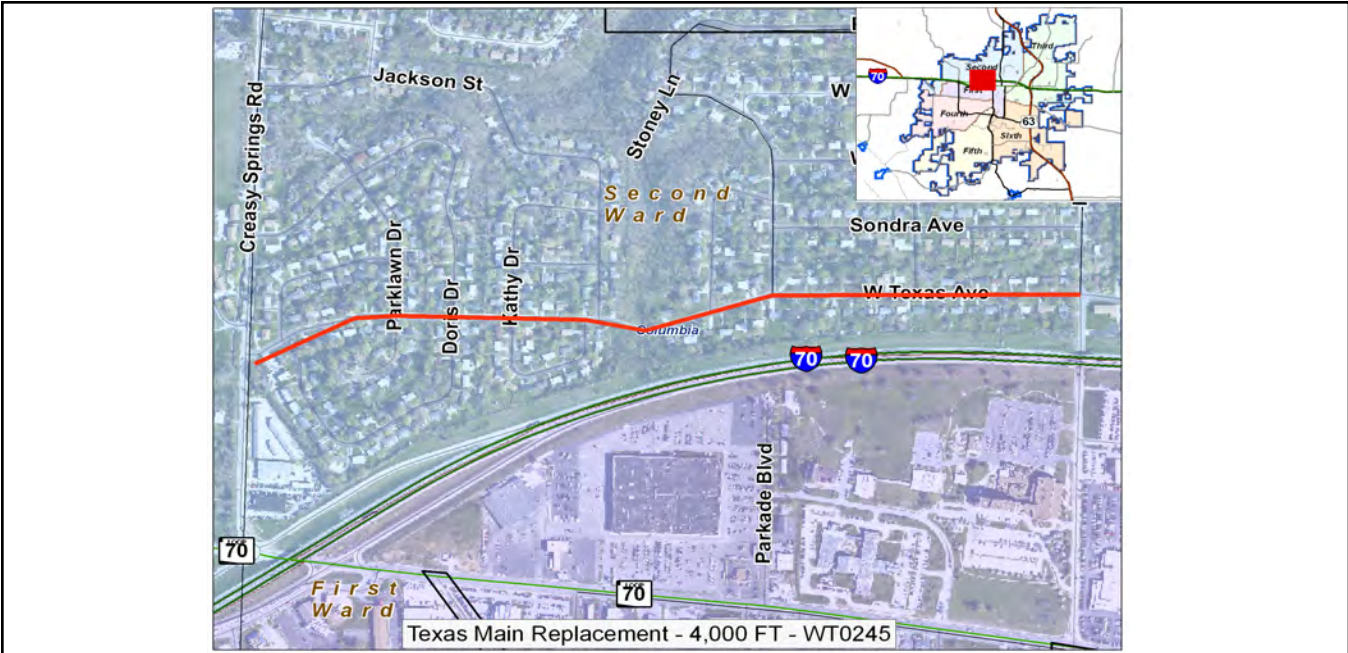 Jackson St
Creasy Springs Rd
Stoney Ln
W
Second
Ward
Parklawn Dr
Doris Dr
Kathy Dr
Sondra Ave
W Texas Ave
Columbia
70
70
Parkade Blvd
70
LOOP
70
First
Ward
Texas Main Replacement - 4,000 FT - WT0245
70
Third
Second
First
Fourth
63
Sixth
Fifth